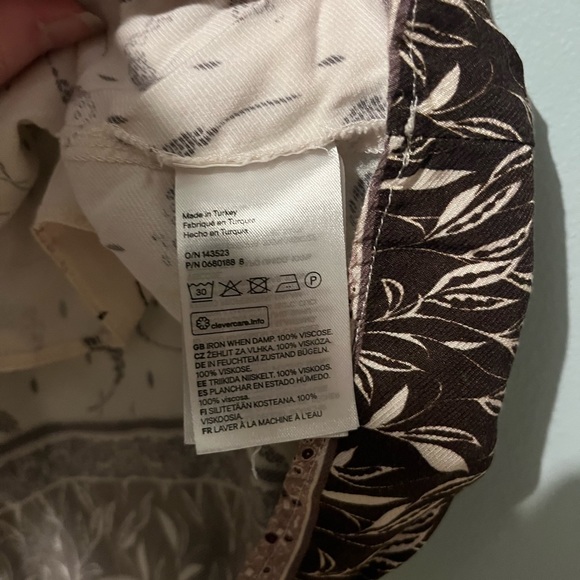 Made in Turkey
Fabriqué en Turquie
Hecho en Turquía
O/N 143523
P/N 0680188 8
30
P
clevercare.info
GB IRON WHEN DAMP. 100% VISCOSE.
CZ ŽEHLIT ZA VLHKA. 100% VISKÓZA.
DE IN FEUCHTEM ZUSTAND BÜGELN.
100% VISKOSE.
EE TRIIKIDA NIISKELT. 100% VISKOOS.
ES PLANCHAR EN ESTADO HÚMEDO.
100% viscosa.
FI SILITETÄÄN KOSTEANA. 100%
VISKOOSIA.
FR LAVER À LA MACHINE À L'EAU